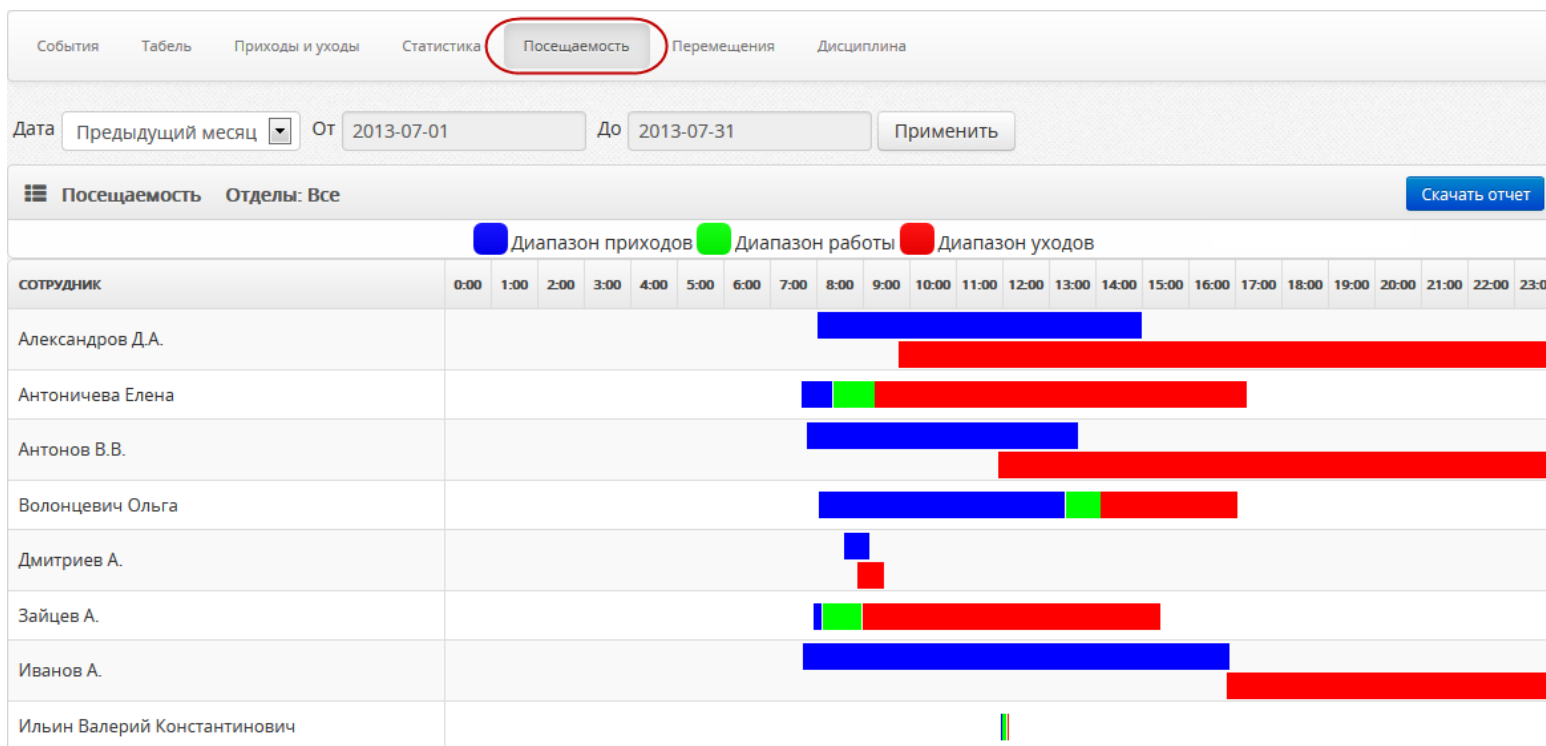 События Табель Приходы и уходы Статистика Посещаемость Перемещения Дисциплина
Дата Предыдущий месяц От 2013-07-01 До 2013-07-31 Применить
Посещаемость Отделы: Все Скачать отчет
Диапазон приходов Диапазон работы Диапазон уходов
СОТРУДНИК 0:00 1:00 2:00 3:00 4:00 5:00 6:00 7:00 8:00 9:00 10:00 11:00 12:00 13:00 14:00 15:00 16:00 17:00 18:00 19:00 20:00 21:00 22:00 23:0
Александров Д.А.
Антоничева Елена
Антонов В.В.
Волонцевич Ольга
Дмитриев А.
Зайцев А.
Иванов А.
Ильин Валерий Константинович